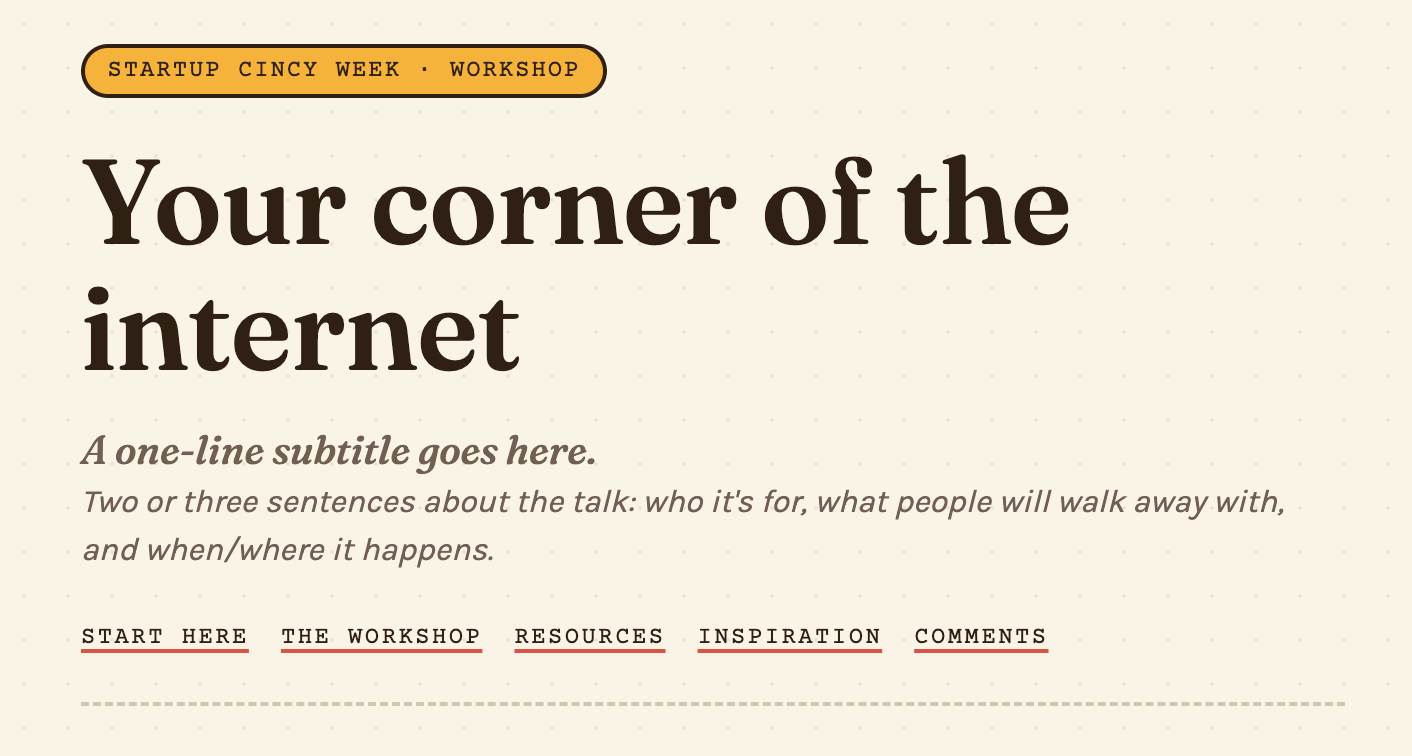 STARTUP CINCY WEEK · WORKSHOP
Your corner of the
internet
A one-line subtitle goes here.
Two or three sentences about the talk: who it's for, what people will walk away with,
and when/where it happens.
START HERE THE WORKSHOP RESOURCES INSPIRATION COMMENTS